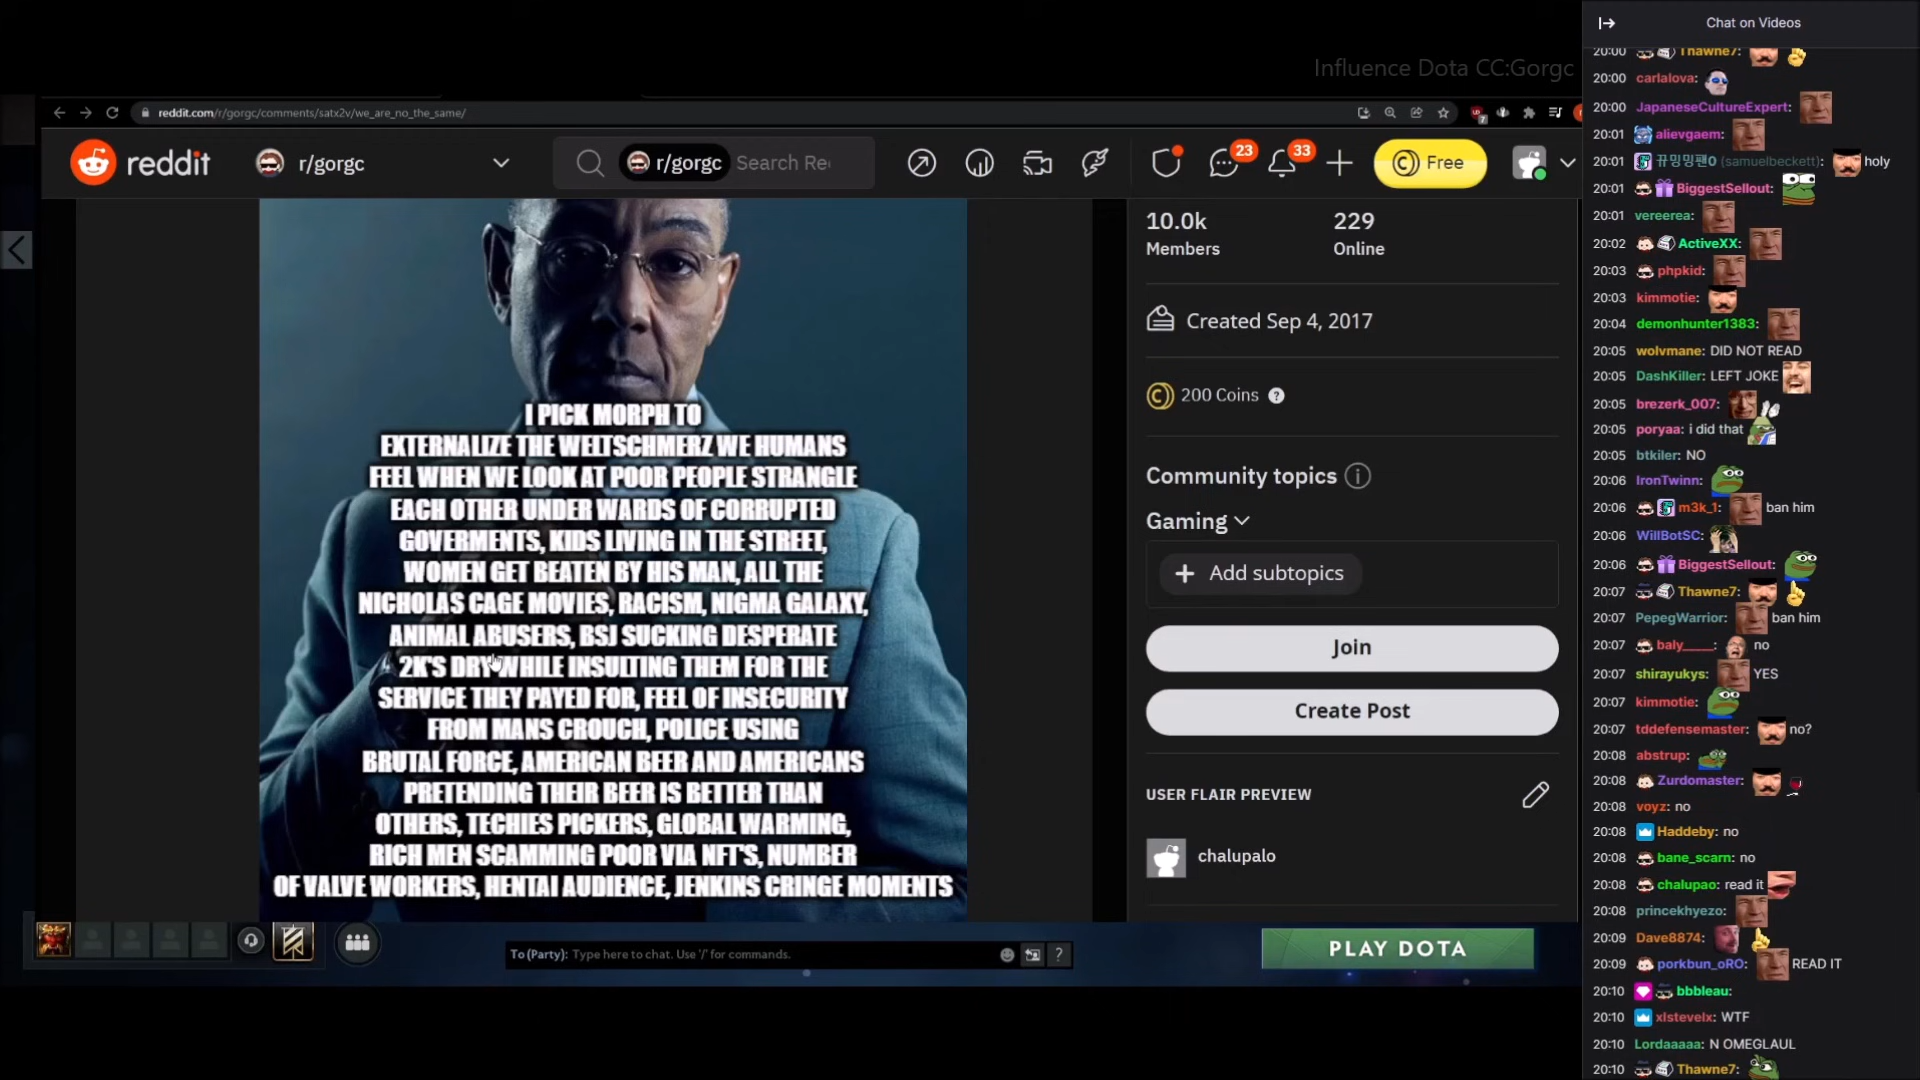 Influence Dota CC:Gorgc
reddit.com/r/gorgc/comments/satx2v/we_are_no_the_same/
reddit
r/gorgc
r/gorgc Search Re
23
33
Free
I PICK MORPH TO
EXTERNALIZE THE WELTSCHMERZ WE HUMANS
FEEL WHEN WE LOOK AT POOR PEOPLE STRANGLE
EACH OTHER UNDER WARDS OF CORRUPTED
GOVERMENTS, KIDS LIVING IN THE STREET,
WOMEN GET BEATEN BY HIS MAN, ALL THE
NICHOLAS CAGE MOVIES, RACISM, NIGMA GALAXY,
ANIMAL ABUSERS, BSJ SUCKING DESPERATE
2K'S DRY WHILE INSULTING THEM FOR THE
SERVICE THEY PAYED FOR, FEEL OF INSECURITY
FROM MANS CROUCH, POLICE USING
BRUTAL FORCE, AMERICAN BEER AND AMERICANS
PRETENDING THEIR BEER IS BETTER THAN
OTHERS, TECHIES PICKERS, GLOBAL WARMING,
RICH MEN SCAMMING POOR VIA NFT'S, NUMBER
OF VALVE WORKERS, HENTAI AUDIENCE, JENKINS CRINGE MOMENTS
10.0k
Members
229
Online
Created Sep 4, 2017
200 Coins
Community topics
Gaming
+ Add subtopics
Join
Create Post
USER FLAIR PREVIEW
chalupalo
To (Party): Type here to chat. Use '/' for commands.
?
PLAY DOTA
Chat on Videos
20:00 Thawne7:
20:00 carlalova:
20:00 JapaneseCultureExpert:
20:01 alievgaem:
20:01 뀨밍밍팬0 (samuelbeckett): holy
20:01 BiggestSellout:
20:01 vereerea:
20:02 ActiveXX:
20:03 phpkid:
20:03 kimmotie:
20:04 demonhunter1383:
20:05 wolvmane: DID NOT READ
20:05 DashKiller: LEFT JOKE
20:05 brezerk_007:
20:05 poryaa: i did that
20:05 btkiler: NO
20:06 IronTwinn:
20:06 m3k_1: ban him
20:06 WillBotSC:
20:06 BiggestSellout:
20:07 Thawne7:
20:07 PepegWarrior: ban him
20:07 baly_____: no
20:07 shirayukys: YES
20:07 kimmotie:
20:07 tddefensemaster: no?
20:08 abstrup:
20:08 Zurdomaster:
20:08 voyz: no
20:08 Haddeby: no
20:08 bane_scarn: no
20:08 chalupao: read it
20:08 princekhyezo:
20:09 Dave8874:
20:09 porkbun_oRO: READ IT
20:10 bbbleau:
20:10 xlstevelx: WTF
20:10 Lordaaaaa: N OMEGLAUL
20:10 Thawne7: